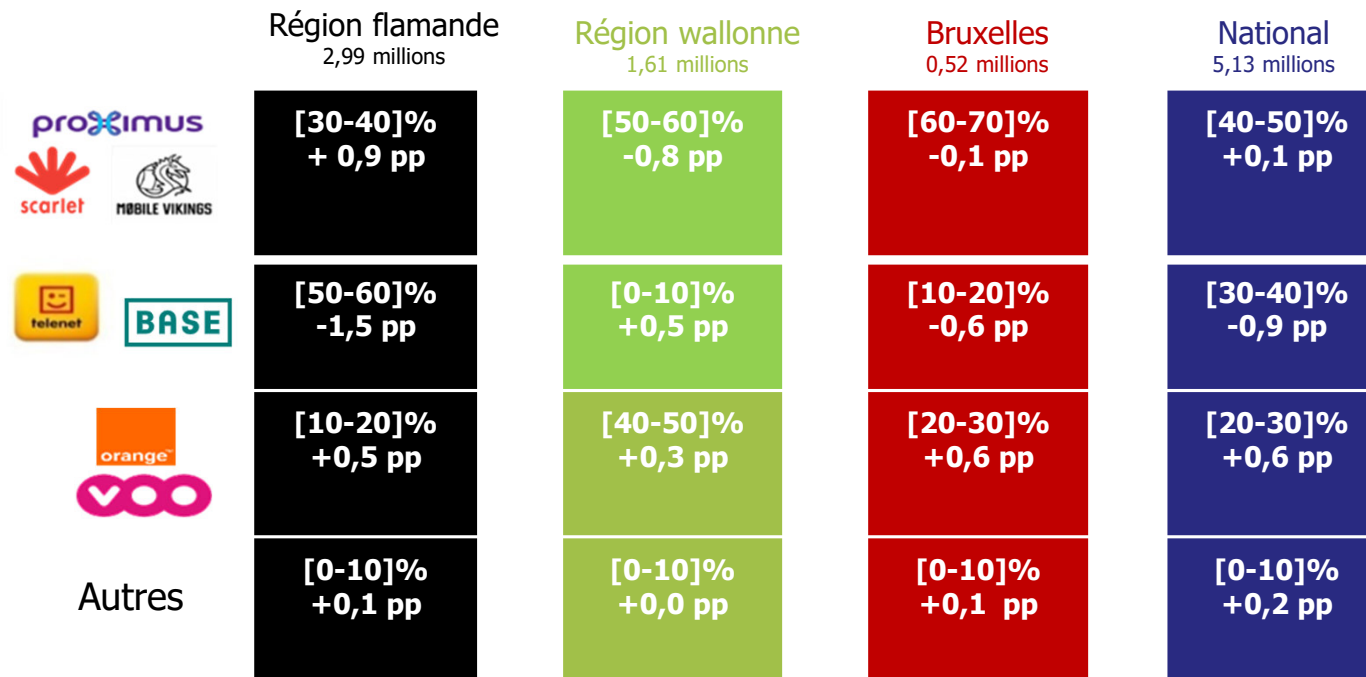 Région flamande
2,99 millions
Région wallonne
1,61 millions
Bruxelles
0,52 millions
National
5,13 millions
proximus
scarlet
MØBILE VIKINGS
[30-40]%
+ 0,9 pp
[50-60]%
-0,8 pp
[60-70]%
-0,1 pp
[40-50]%
+0,1 pp
telenet
BASE
[50-60]%
-1,5 pp
[0-10]%
+0,5 pp
[10-20]%
-0,6 pp
[30-40]%
-0,9 pp
orange™
voo
[10-20]%
+0,5 pp
[40-50]%
+0,3 pp
[20-30]%
+0,6 pp
[20-30]%
+0,6 pp
Autres
[0-10]%
+0,1 pp
[0-10]%
+0,0 pp
[0-10]%
+0,1 pp
[0-10]%
+0,2 pp